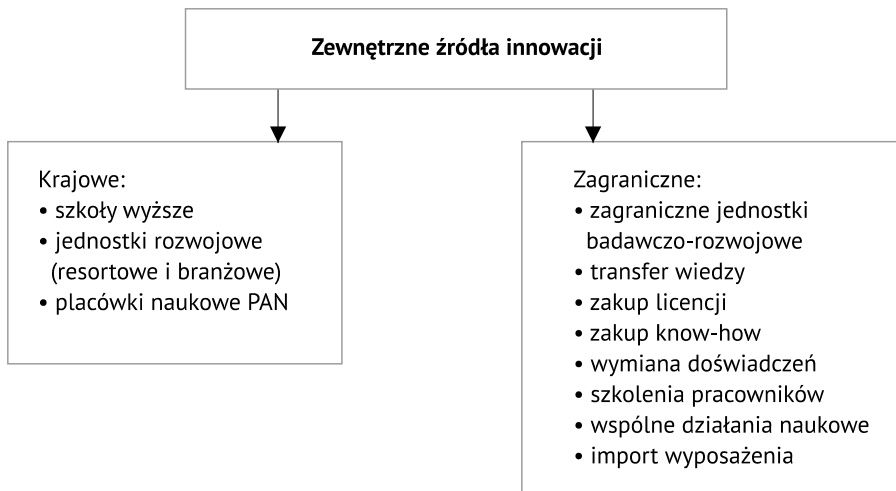 Zewnętrzne źródła innowacji
Krajowe:
• szkoły wyższe
• jednostki rozwojowe
(resortowe i branżowe)
• placówki naukowe PAN
Zagraniczne:
• zagraniczne jednostki
badawczo-rozwojowe
• transfer wiedzy
• zakup licencji
• zakup know-how
• wymiana doświadczeń
• szkolenia pracowników
• wspólne działania naukowe
• import wyposażenia